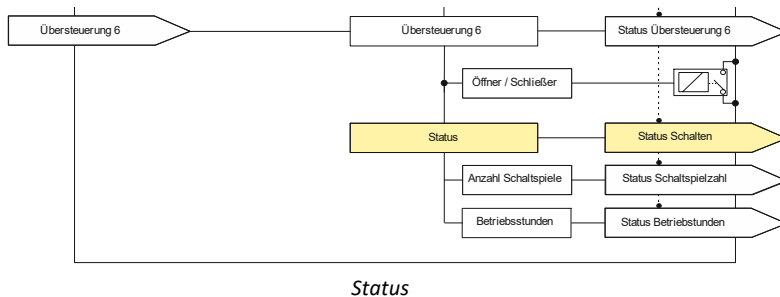 Übersteuerung 6 Übersteuerung 6 Status Übersteuerung 6
Öffner / Schließer
Status Status Schalten
Anzahl Schaltspiele Status Schaltspielzahl
Betriebsstunden Status Betriebstunden
Status